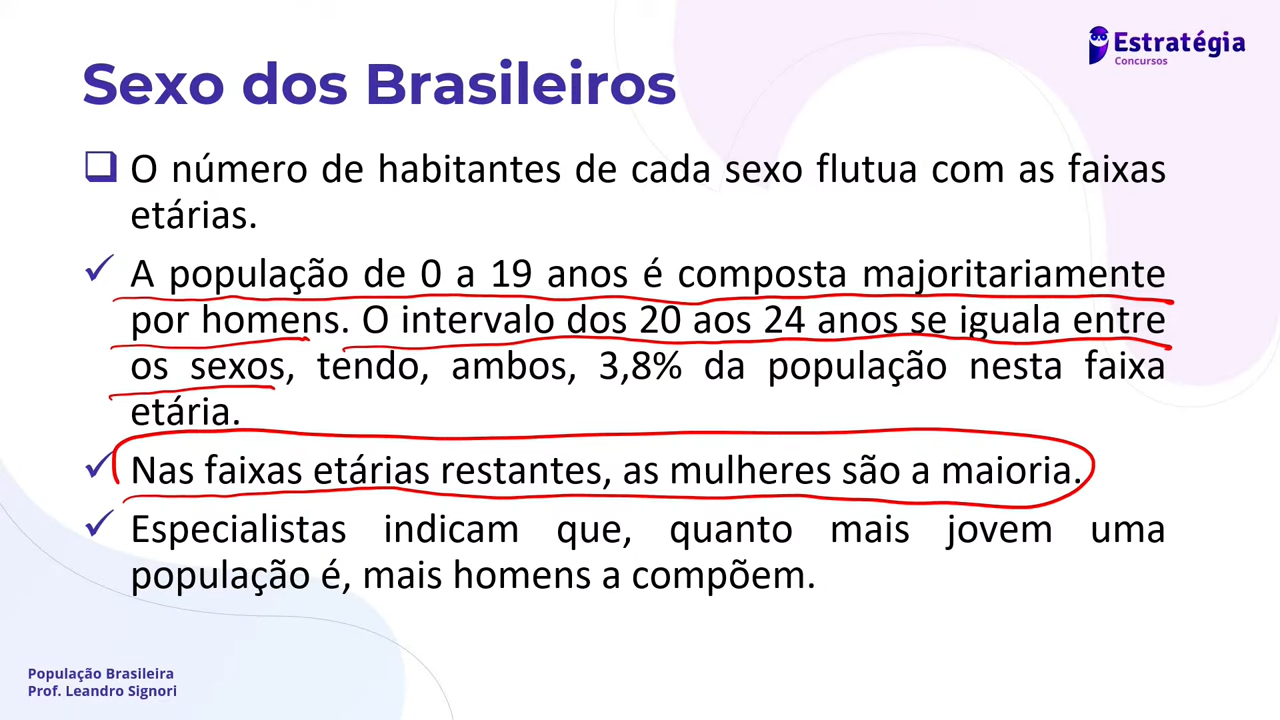 Estratégia
Concursos
Sexo dos Brasileiros
O número de habitantes de cada sexo flutua com as faixas
etárias.
A população de 0 a 19 anos é composta majoritariamente
por homens. O intervalo dos 20 aos 24 anos se iguala entre
os sexos, tendo, ambos, 3,8% da população nesta faixa
etária.
Nas faixas etárias restantes, as mulheres são a maioria.
Especialistas indicam que, quanto mais jovem uma
população é, mais homens a compõem.
População Brasileira
Prof. Leandro Signori